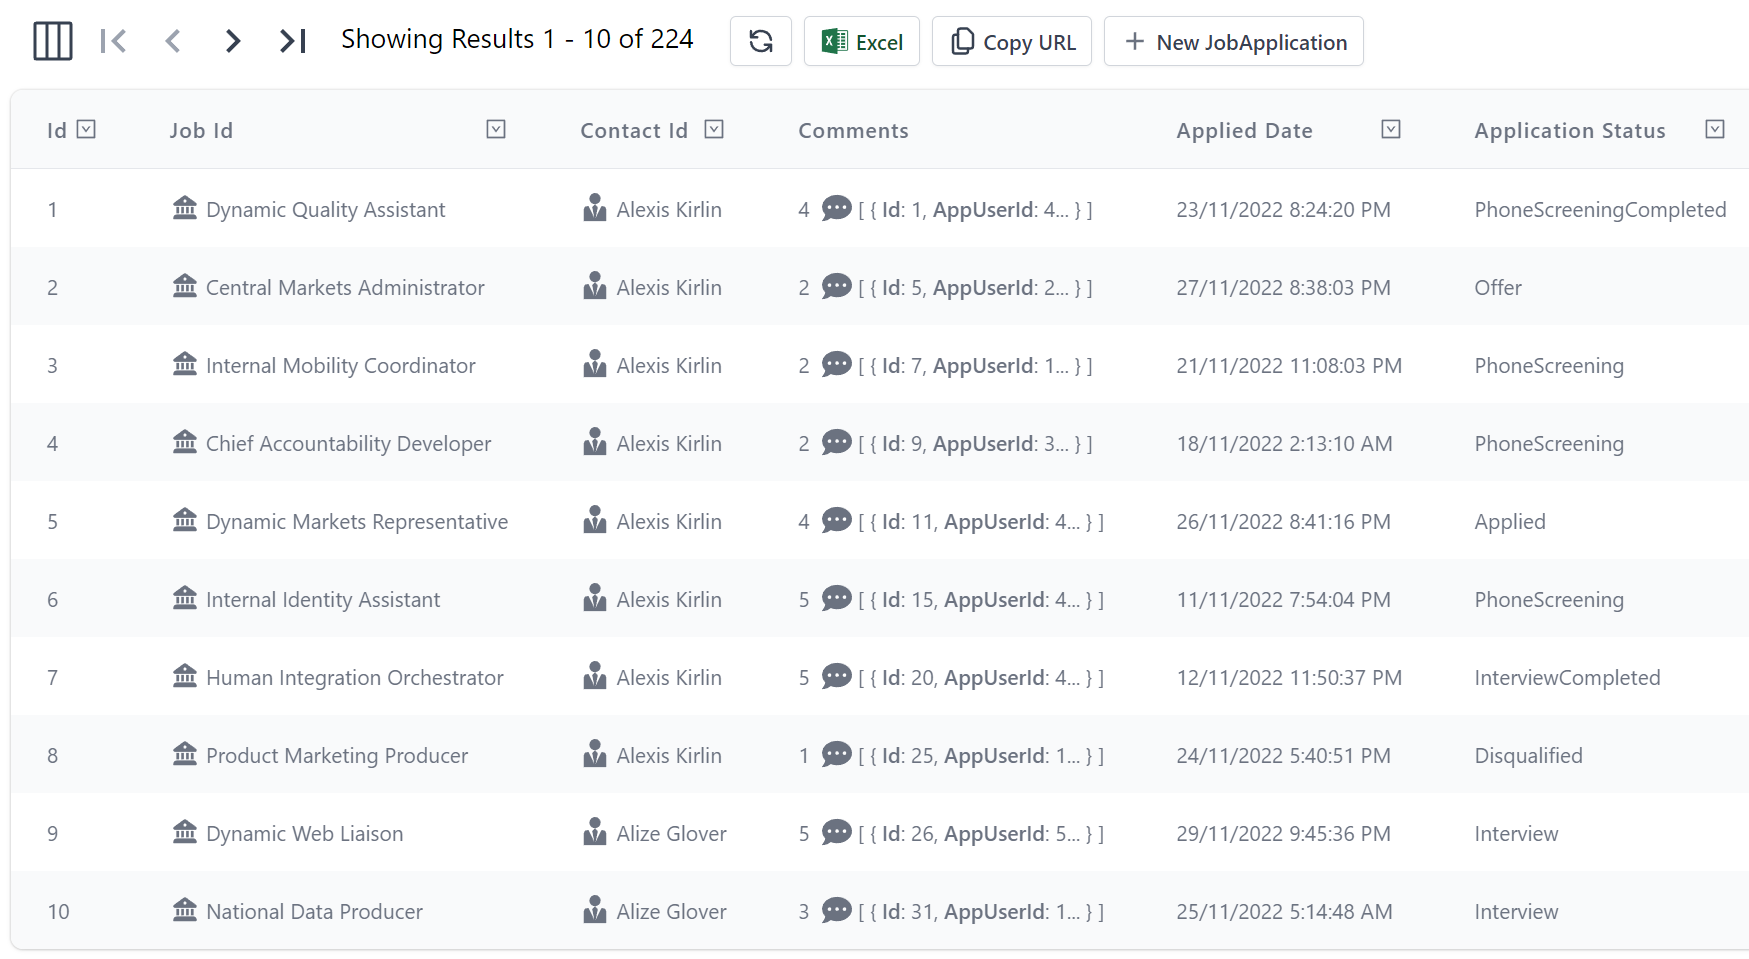 Showing Results 1 - 10 of 224 Excel Copy URL + New JobApplication
Id Job Id Contact Id Comments Applied Date Application Status
1 Dynamic Quality Assistant Alexis Kirlin 4 [ { Id: 1, AppUserId: 4... } ] 23/11/2022 8:24:20 PM PhoneScreeningCompleted
2 Central Markets Administrator Alexis Kirlin 2 [ { Id: 5, AppUserId: 2... } ] 27/11/2022 8:38:03 PM Offer
3 Internal Mobility Coordinator Alexis Kirlin 2 [ { Id: 7, AppUserId: 1... } ] 21/11/2022 11:08:03 PM PhoneScreening
4 Chief Accountability Developer Alexis Kirlin 2 [ { Id: 9, AppUserId: 3... } ] 18/11/2022 2:13:10 AM PhoneScreening
5 Dynamic Markets Representative Alexis Kirlin 4 [ { Id: 11, AppUserId: 4... } ] 26/11/2022 8:41:16 PM Applied
6 Internal Identity Assistant Alexis Kirlin 5 [ { Id: 15, AppUserId: 4... } ] 11/11/2022 7:54:04 PM PhoneScreening
7 Human Integration Orchestrator Alexis Kirlin 5 [ { Id: 20, AppUserId: 4... } ] 12/11/2022 11:50:37 PM InterviewCompleted
8 Product Marketing Producer Alexis Kirlin 1 [ { Id: 25, AppUserId: 1... } ] 24/11/2022 5:40:51 PM Disqualified
9 Dynamic Web Liaison Alize Glover 5 [ { Id: 26, AppUserId: 5... } ] 29/11/2022 9:45:36 PM Interview
10 National Data Producer Alize Glover 3 [ { Id: 31, AppUserId: 1... } ] 25/11/2022 5:14:48 AM Interview